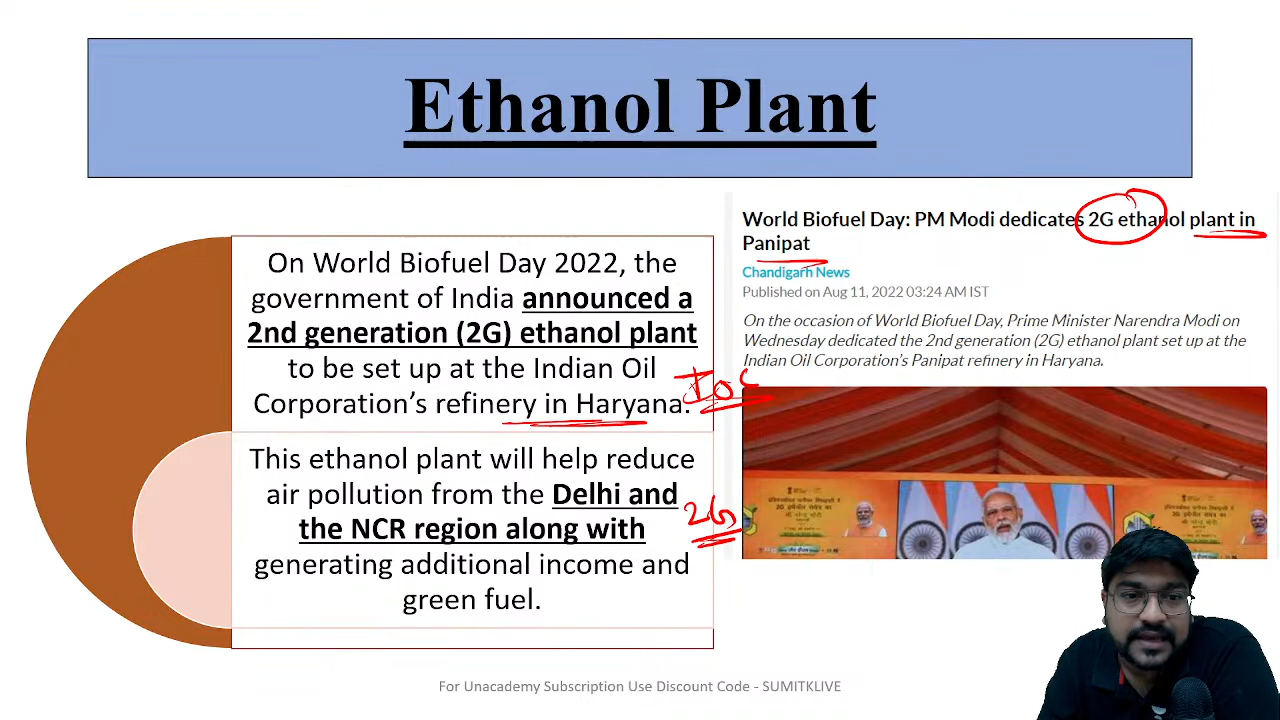 Ethanol Plant
On World Biofuel Day 2022, the
government of India announced a
2nd generation (2G) ethanol plant
to be set up at the Indian Oil
Corporation’s refinery in Haryana.
IOC
This ethanol plant will help reduce
air pollution from the Delhi and
the NCR region along with
generating additional income and
green fuel.
2G
World Biofuel Day: PM Modi dedicates 2G ethanol plant in
Panipat
Chandigarh News
Published on Aug 11, 2022 03:24 AM IST
On the occasion of World Biofuel Day, Prime Minister Narendra Modi on
Wednesday dedicated the 2nd generation (2G) ethanol plant set up at the
Indian Oil Corporation’s Panipat refinery in Haryana.
For Unacademy Subscription Use Discount Code - SUMITKLIVE